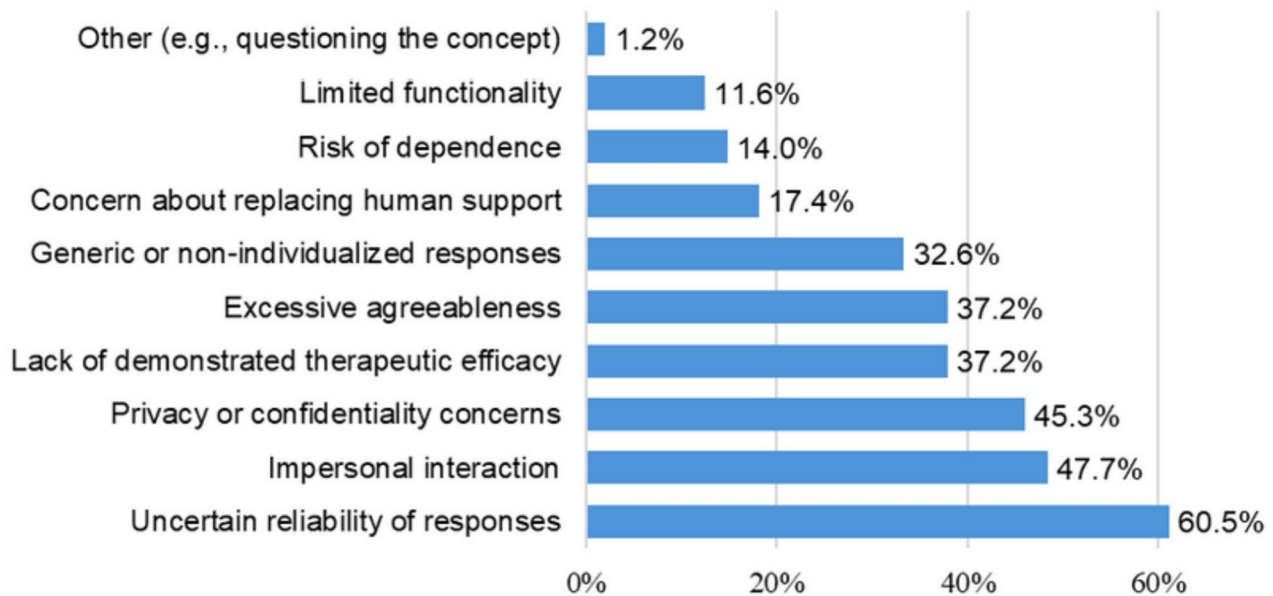 Other (e.g., questioning the concept) 1.2%
Limited functionality 11.6%
Risk of dependence 14.0%
Concern about replacing human support 17.4%
Generic or non-individualized responses 32.6%
Excessive agreeableness 37.2%
Lack of demonstrated therapeutic efficacy 37.2%
Privacy or confidentiality concerns 45.3%
Impersonal interaction 47.7%
Uncertain reliability of responses 60.5%
0% 20% 40% 60%